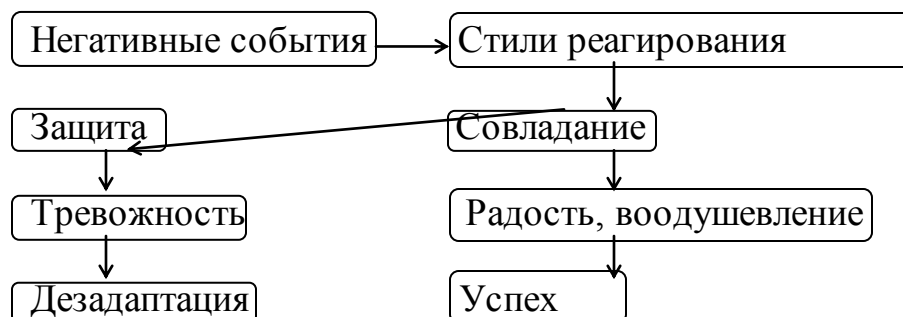 Негативные события Стили реагирования
Защита Совладание
Тревожность Радость, воодушевление
Дезадаптация Успех